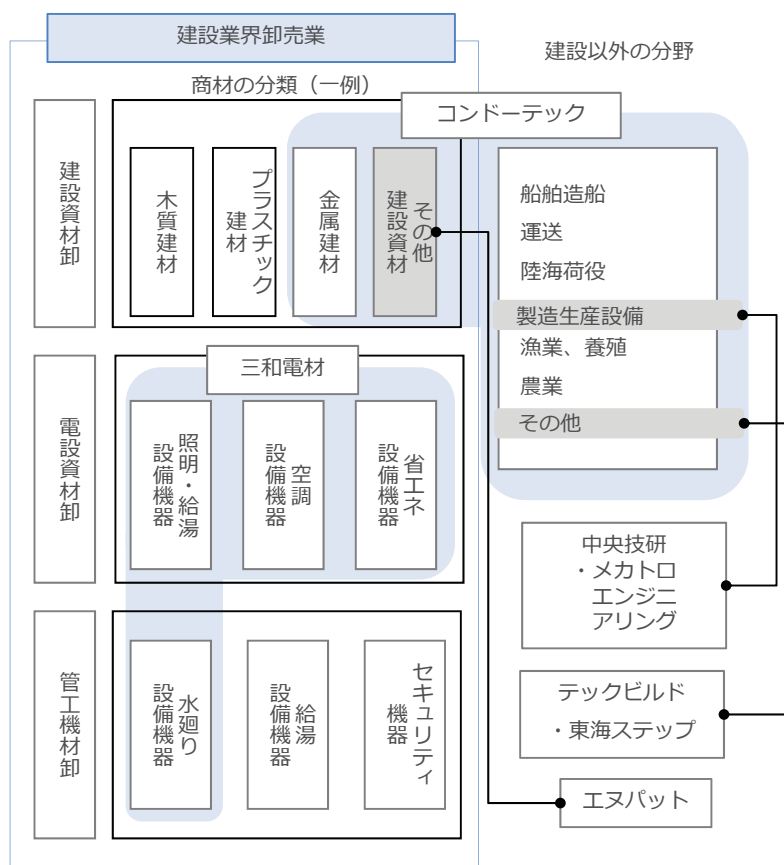 建設業界卸売業
建設以外の分野
商材の分類（一例）
コンドーテック
建設資材卸
木質建材
プラスチック
建材
金属建材
その他
建設資材
船舶造船
運送
陸海荷役
製造生産設備
漁業、養殖
農業
その他
三和電材
電設資材卸
照明・給湯
設備機器
空調
設備機器
省エネ
設備機器
中央技研
・メカトロ
エンジニ
アリング
管工機材卸
水廻り
設備機器
給湯
設備機器
セキュリティ
機器
テックビルド
・東海ステップ
エヌパット